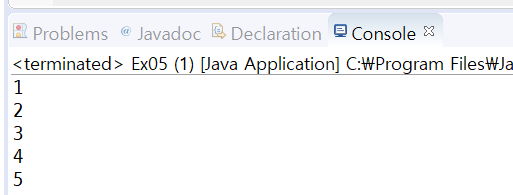 Problems @ Javadoc Declaration Console
<terminated> Ex05 (1) [Java Application] C:₩Program Files₩Ja
1
2
3
4
5